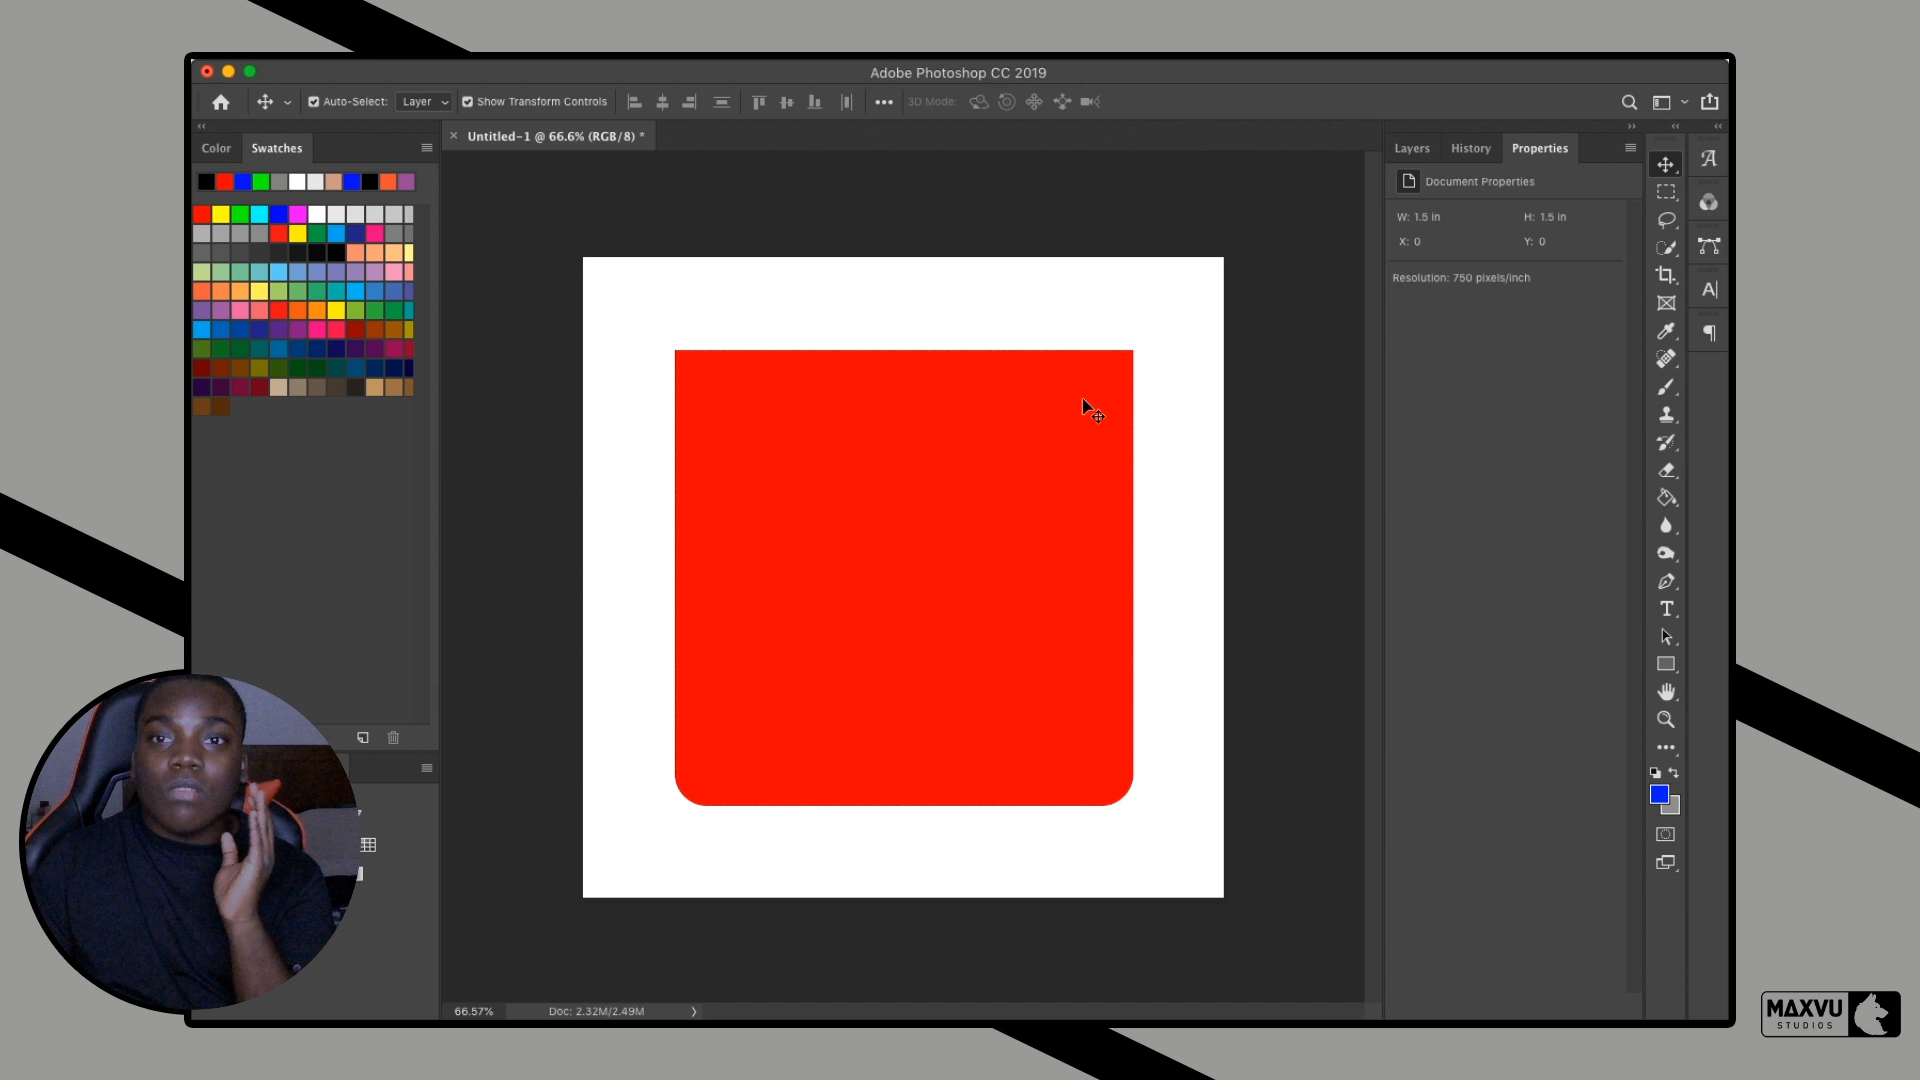 Adobe Photoshop CC 2019
Auto-Select: Layer Show Transform Controls 3D Mode:
Color Swatches
Untitled-1 @ 66.6% (RGB/8) *
Layers History Properties
Document Properties
W: 1.5 in H: 1.5 in
X: 0 Y: 0
Resolution: 750 pixels/inch
66.57% Doc: 2.32M/2.49M
MAXVU
STUDIOS